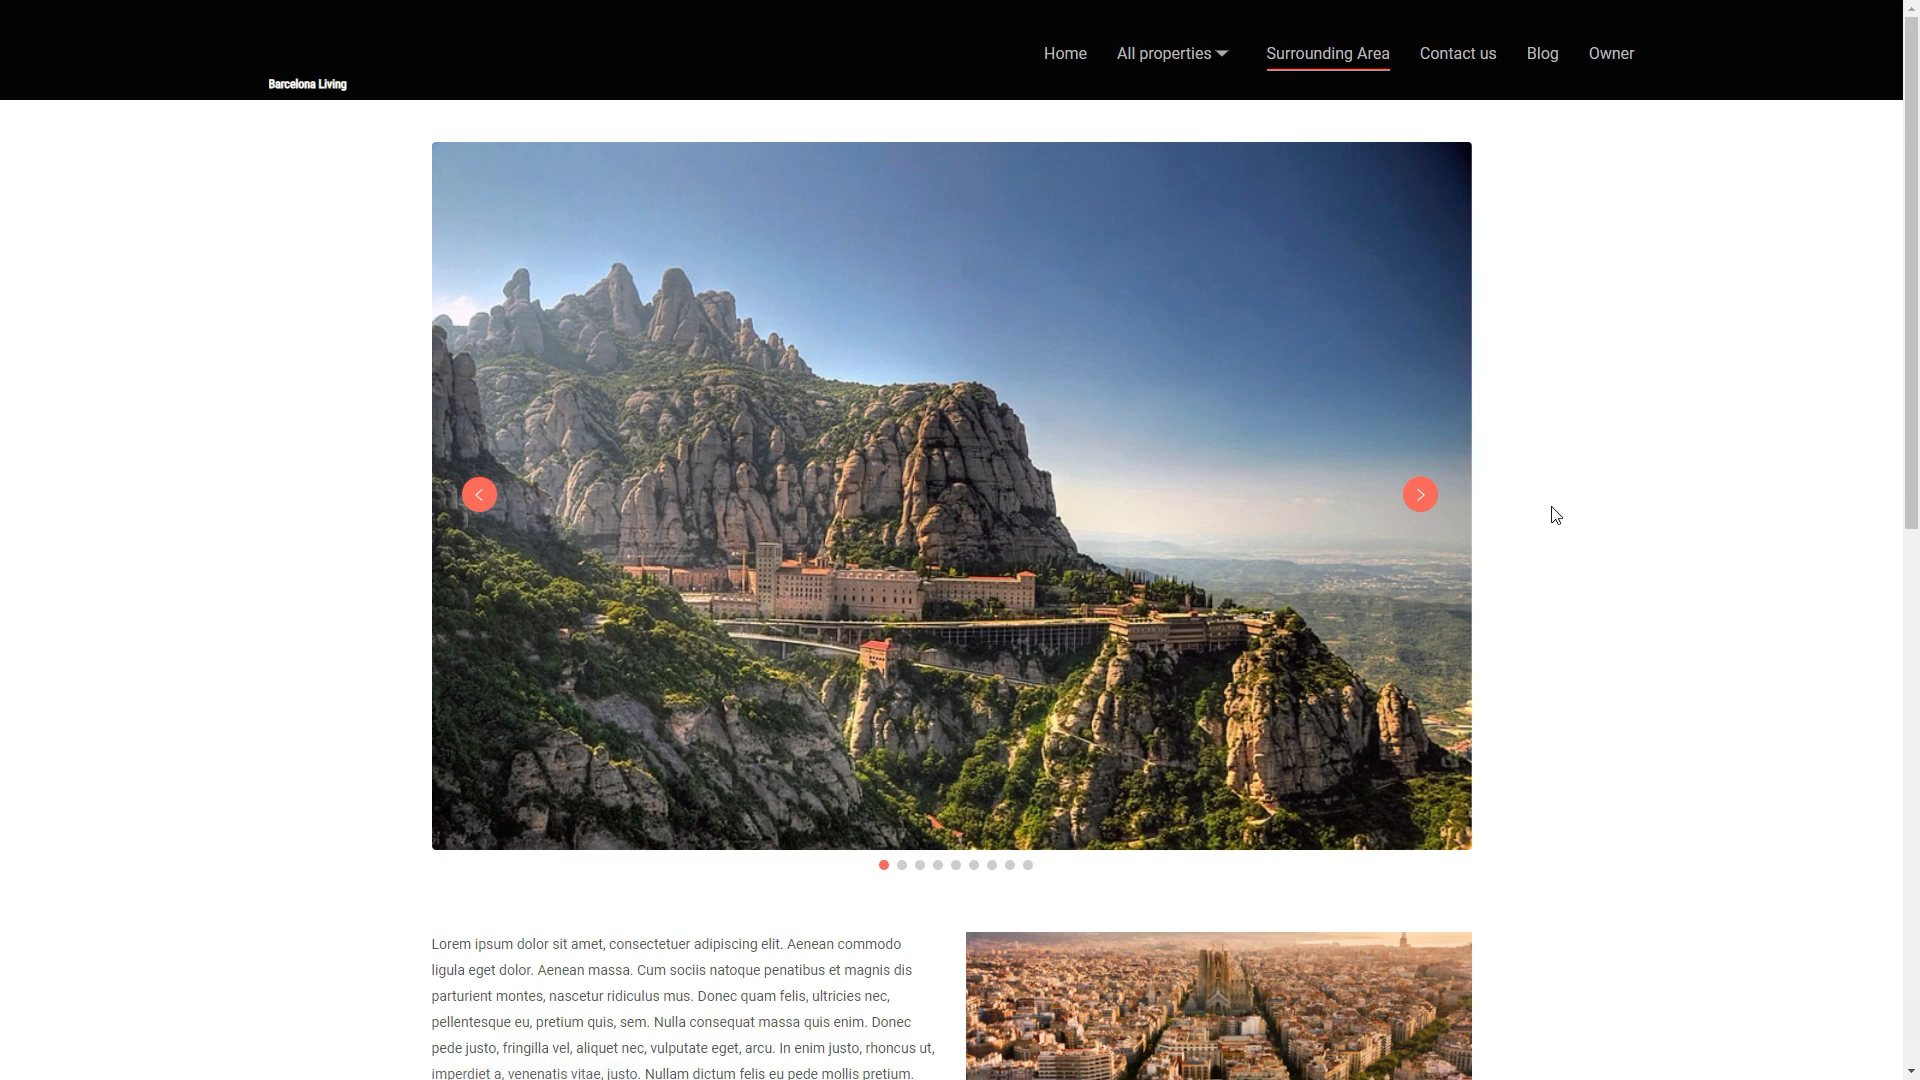 Home All properties Surrounding Area Contact us Blog Owner
Barcelona Living
Lorem ipsum dolor sit amet, consectetuer adipiscing elit. Aenean commodo
ligula eget dolor. Aenean massa. Cum sociis natoque penatibus et magnis dis
parturient montes, nascetur ridiculus mus. Donec quam felis, ultricies nec,
pellentesque eu, pretium quis, sem. Nulla consequat massa quis enim. Donec
pede justo, fringilla vel, aliquet nec, vulputate eget, arcu. In enim justo, rhoncus ut,
imperdiet a, venenatis vitae, justo. Nullam dictum felis eu pede mollis pretium.